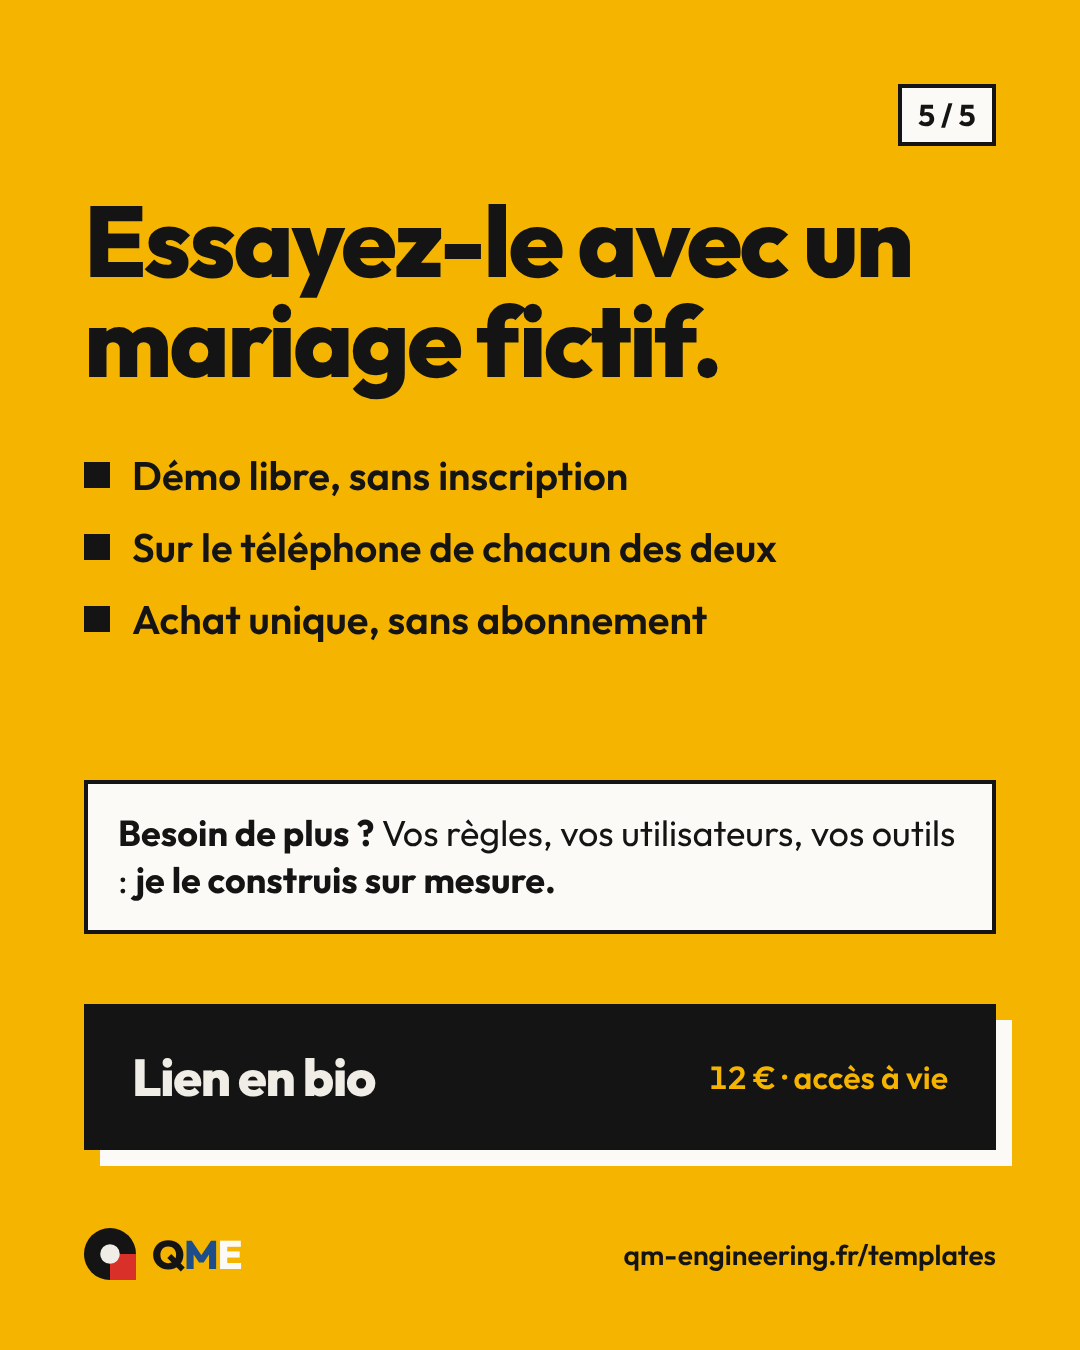 5 / 5
Essayez-le avec un
mariage fictif.
Démo libre, sans inscription
Sur le téléphone de chacun des deux
Achat unique, sans abonnement
Besoin de plus ? Vos règles, vos utilisateurs, vos outils
: je le construis sur mesure.
Lien en bio
12 € · accès à vie
QME
qm-engineering.fr/templates